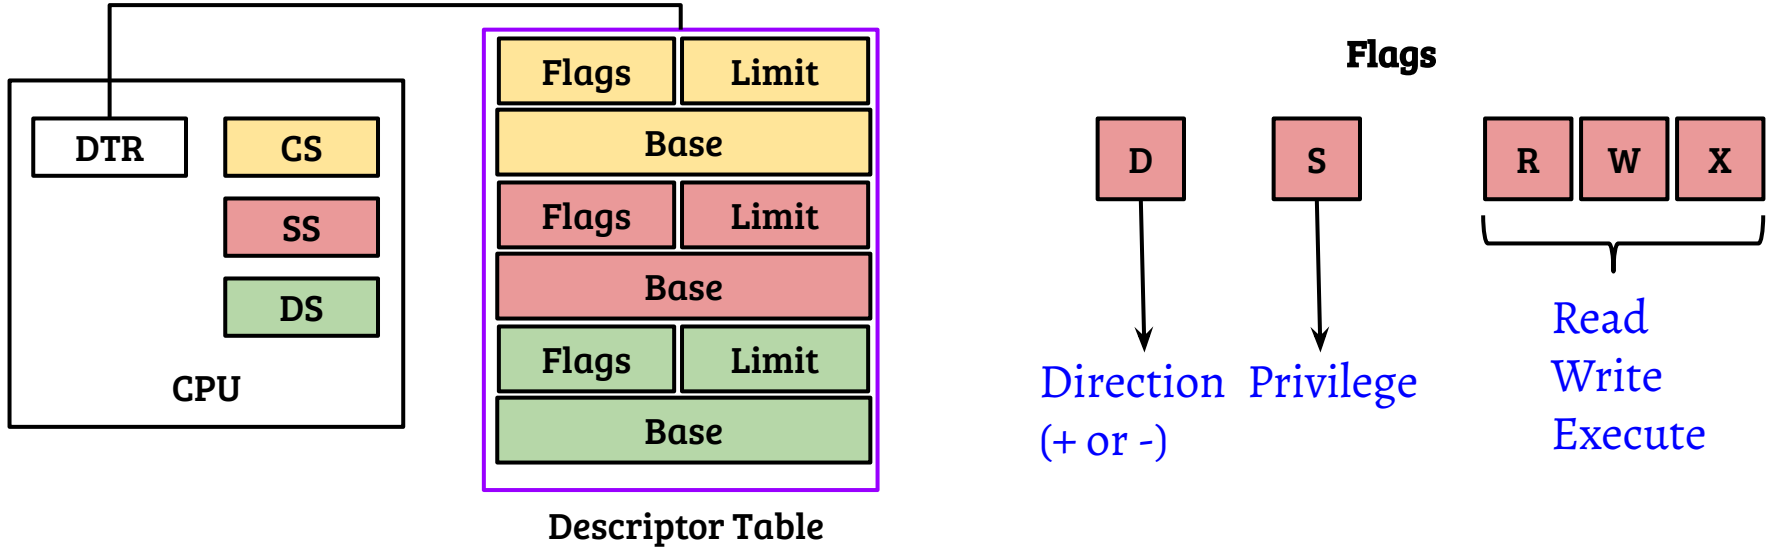 DTR
CS
SS
DS
CPU
Flags Limit
Base
Flags Limit
Base
Flags Limit
Base
Descriptor Table
Flags
D S R W X
Direction
(+ or -)
Privilege
Read
Write
Execute